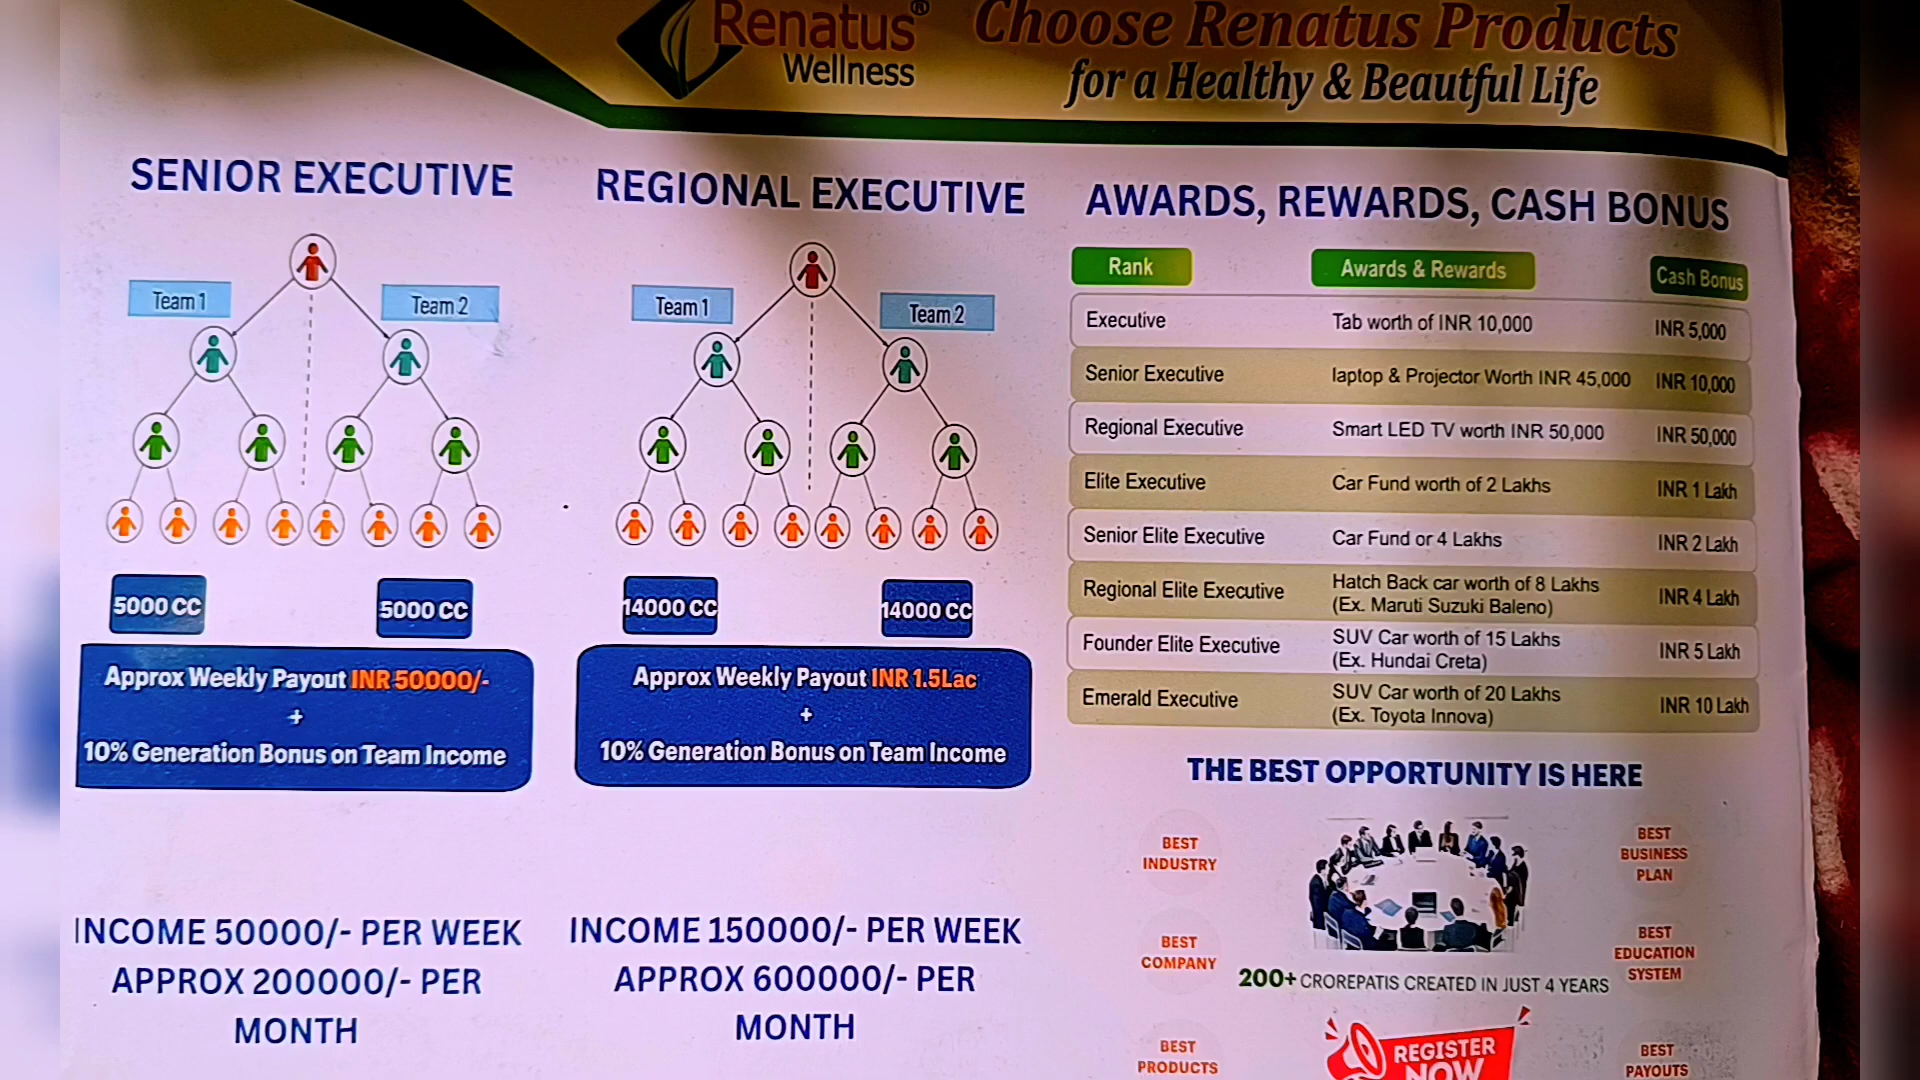 Renatus®
Wellness
Choose Renatus Products
for a Healthy & Beautful Life
SENIOR EXECUTIVE
Team 1
Team 2
5000 CC
5000 CC
Approx Weekly Payout INR 50000/-
+
10% Generation Bonus on Team Income
INCOME 50000/- PER WEEK
APPROX 200000/- PER
MONTH
REGIONAL EXECUTIVE
Team 1
Team 2
14000 CC
14000 CC
Approx Weekly Payout INR 1.5Lac
+
10% Generation Bonus on Team Income
INCOME 150000/- PER WEEK
APPROX 600000/- PER
MONTH
AWARDS, REWARDS, CASH BONUS
Rank Awards & Rewards Cash Bonus
Executive Tab worth of INR 10,000 INR 5,000
Senior Executive laptop & Projector Worth INR 45,000 INR 10,000
Regional Executive Smart LED TV worth INR 50,000 INR 50,000
Elite Executive Car Fund worth of 2 Lakhs INR 1 Lakh
Senior Elite Executive Car Fund or 4 Lakhs INR 2 Lakh
Regional Elite Executive Hatch Back car worth of 8 Lakhs INR 4 Lakh
(Ex. Maruti Suzuki Baleno)
Founder Elite Executive SUV Car worth of 15 Lakhs INR 5 Lakh
(Ex. Hundai Creta)
Emerald Executive SUV Car worth of 20 Lakhs INR 10 Lakh
(Ex. Toyota Innova)
THE BEST OPPORTUNITY IS HERE
BEST
INDUSTRY
BEST
BUSINESS
PLAN
BEST
COMPANY
BEST
EDUCATION
SYSTEM
200+ CROREPATIS CREATED IN JUST 4 YEARS
BEST
PRODUCTS
REGISTER
NOW
BEST
PAYOUTS